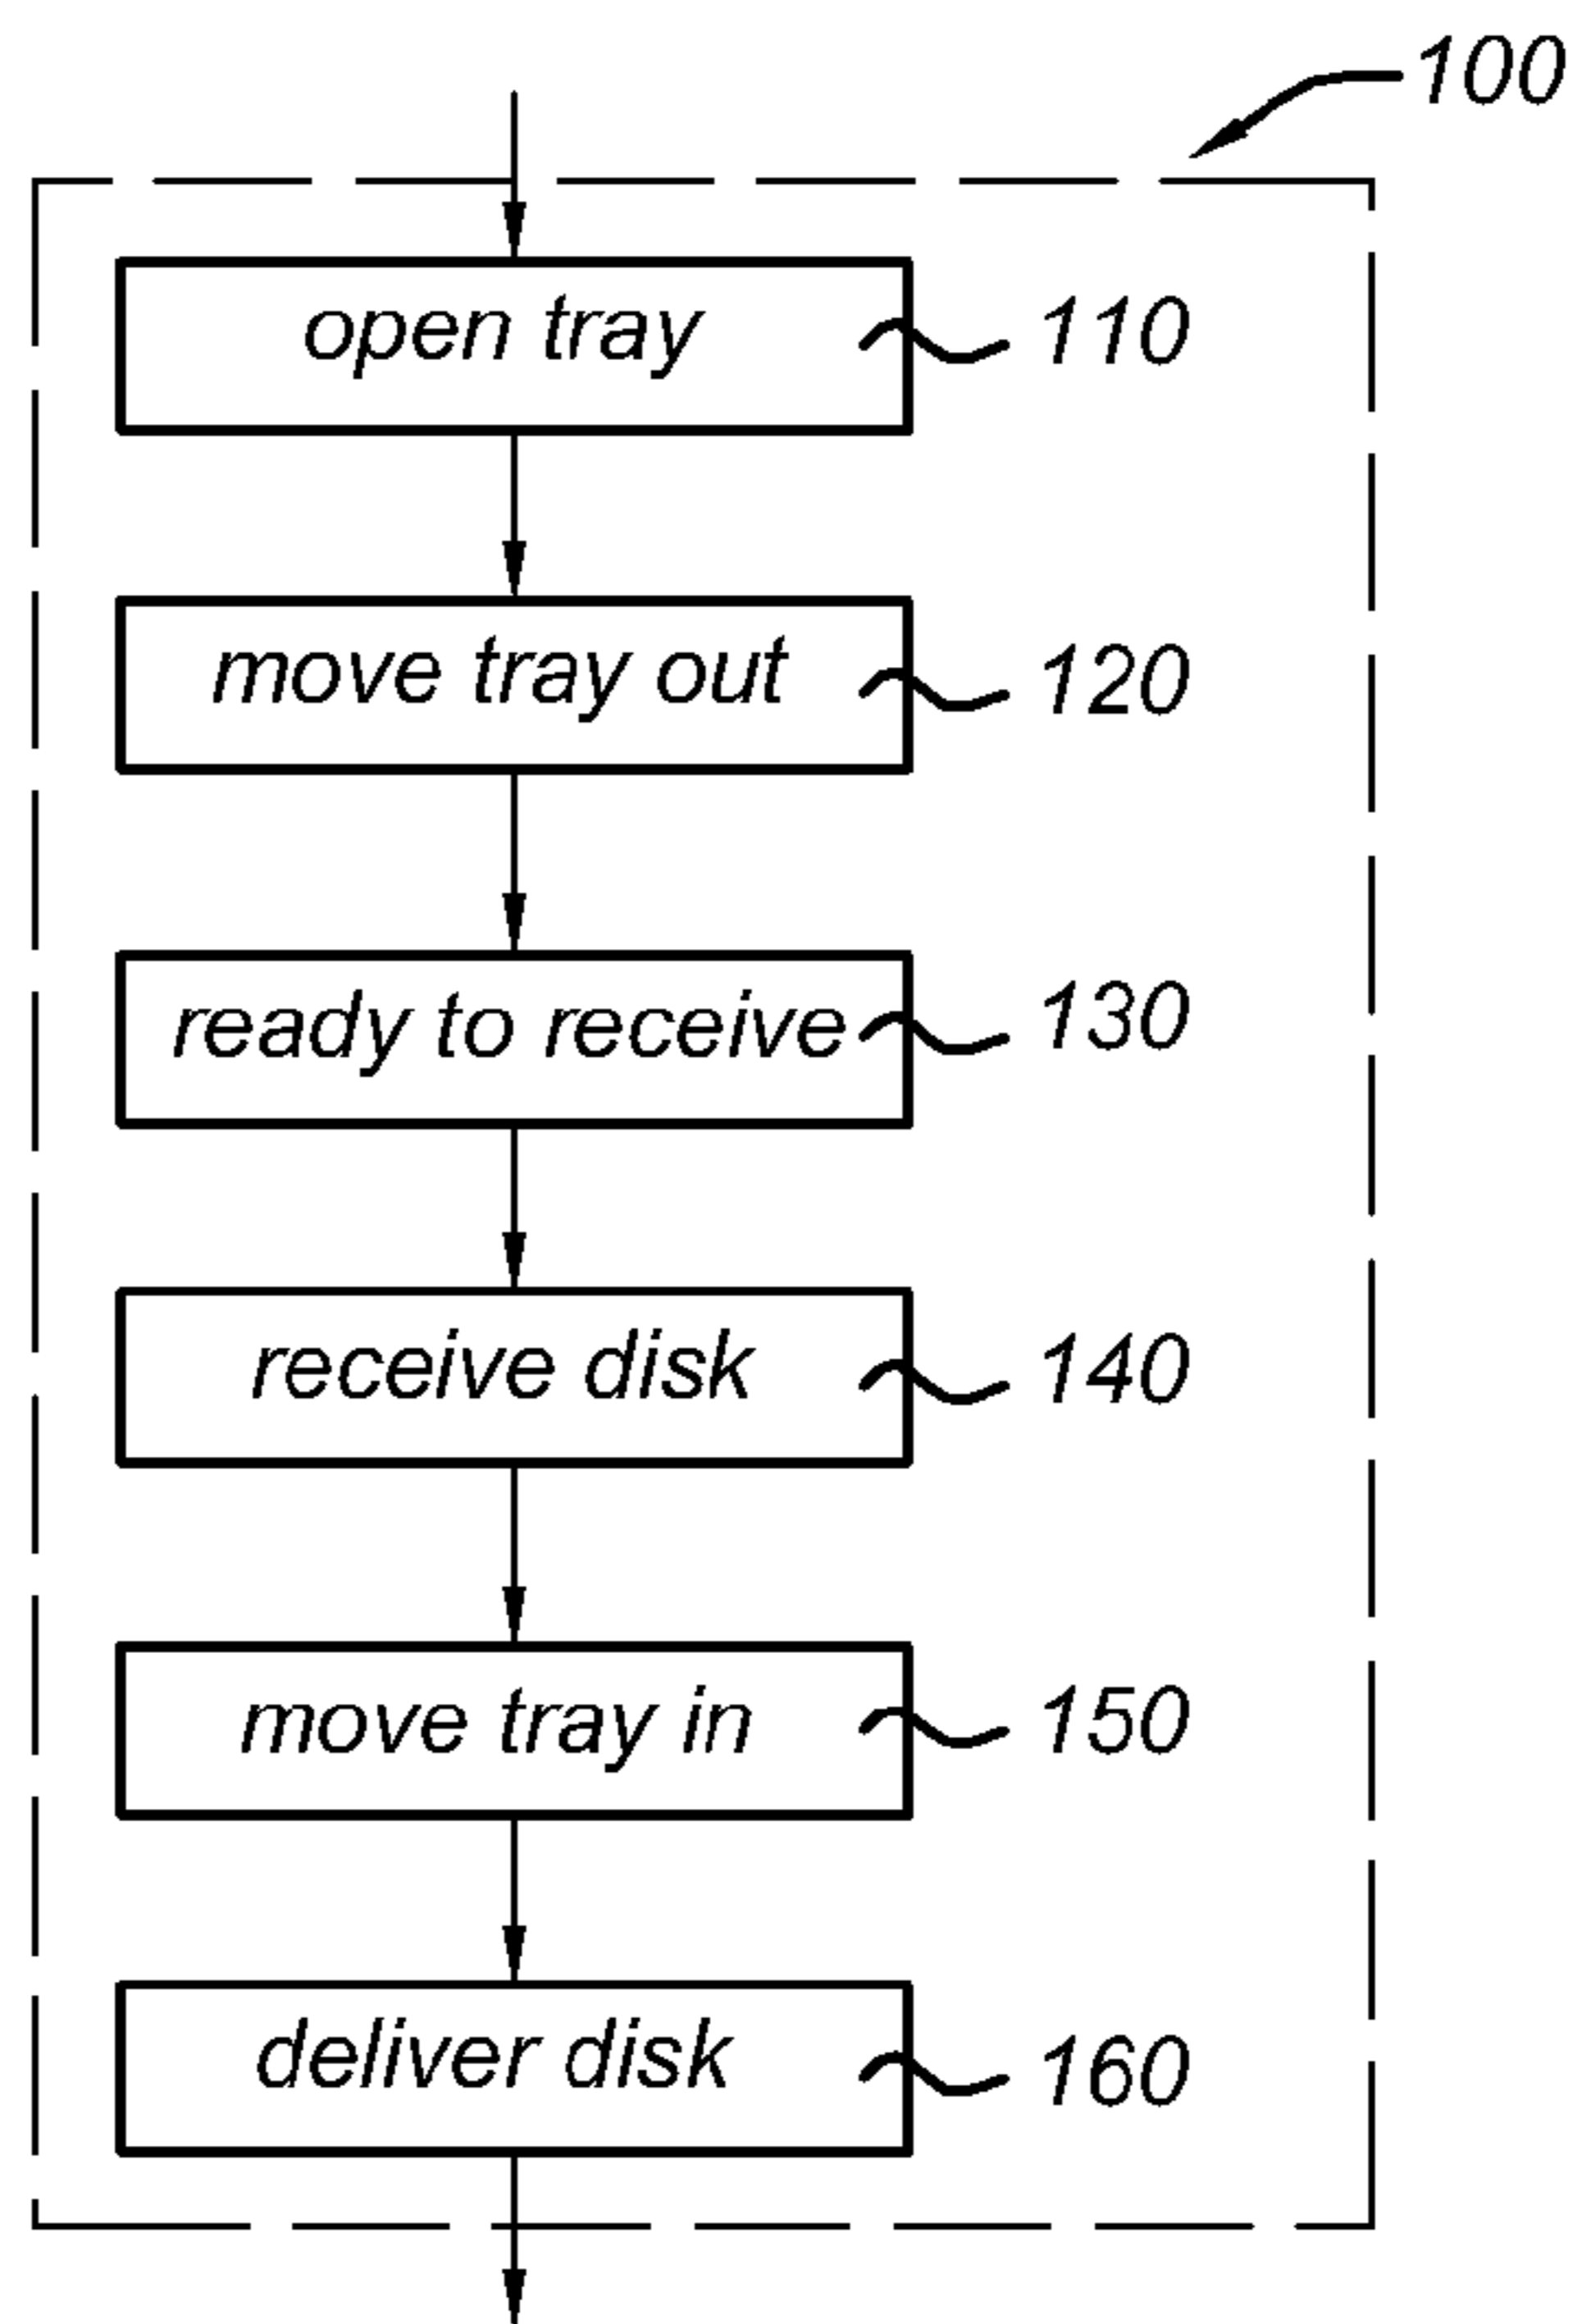 100
open tray 110
move tray out 120
ready to receive 130
receive disk 140
move tray in 150
deliver disk 160